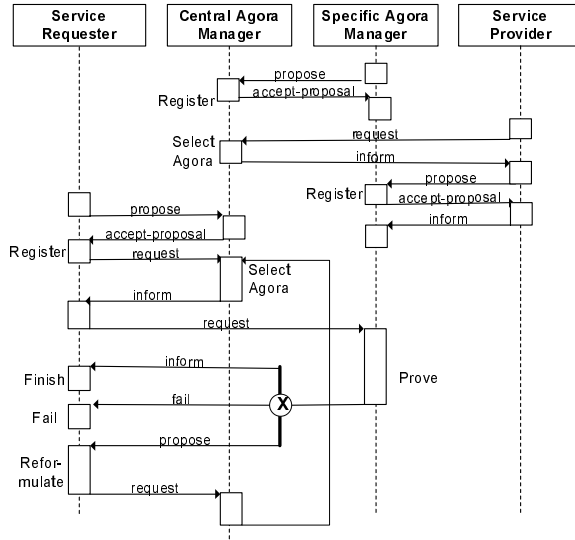 Service Requester
Central Agora Manager
Specific Agora Manager
Service Provider
propose
Register
accept-proposal
request
Select Agora
inform
propose
Register
accept-proposal
propose
inform
accept-proposal
Register
request
Select Agora
inform
request
inform
Finish
Prove
fail
X
Fail
propose
Refor-
mulate
request